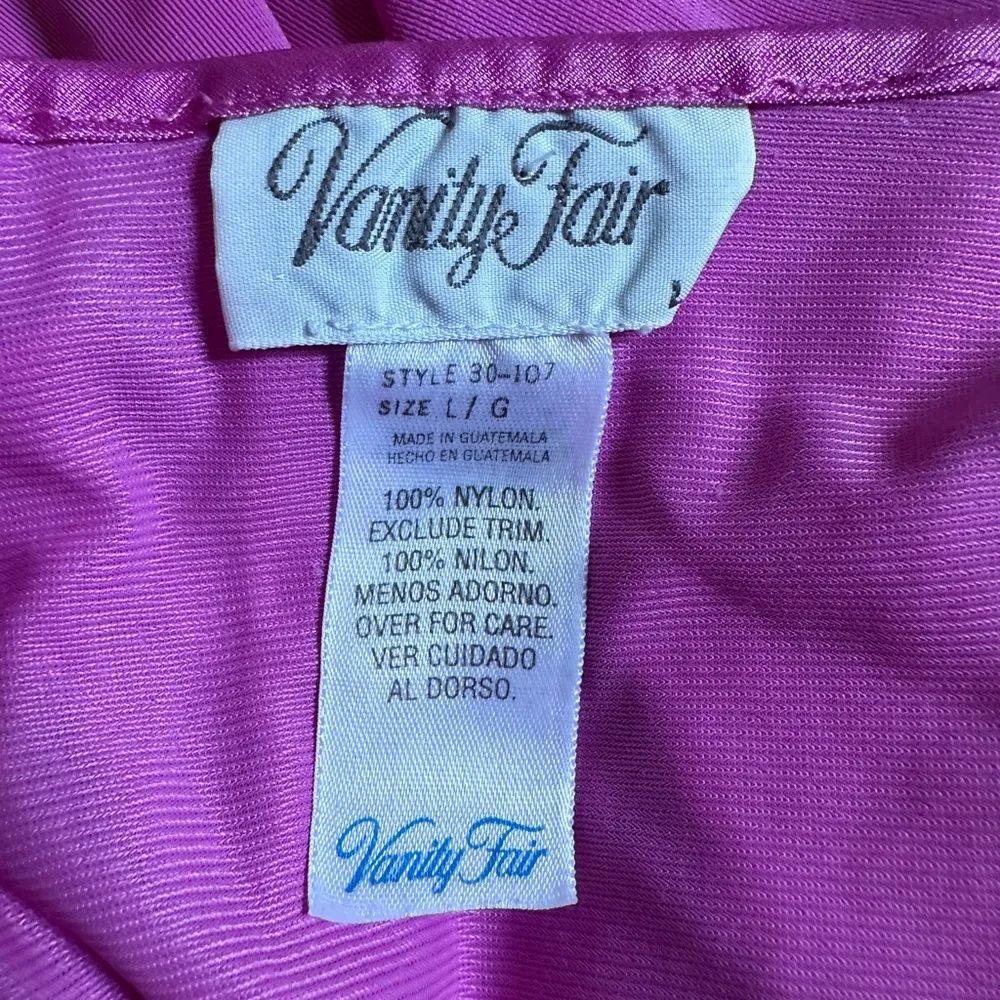 Vanity Fair
STYLE 30-107
SIZE L/G
MADE IN GUATEMALA
HECHO EN GUATEMALA
100% NYLON.
EXCLUDE TRIM.
100% NILON.
MENOS ADORNO.
OVER FOR CARE.
VER CUIDADO
AL DORSO.
Vanity Fair